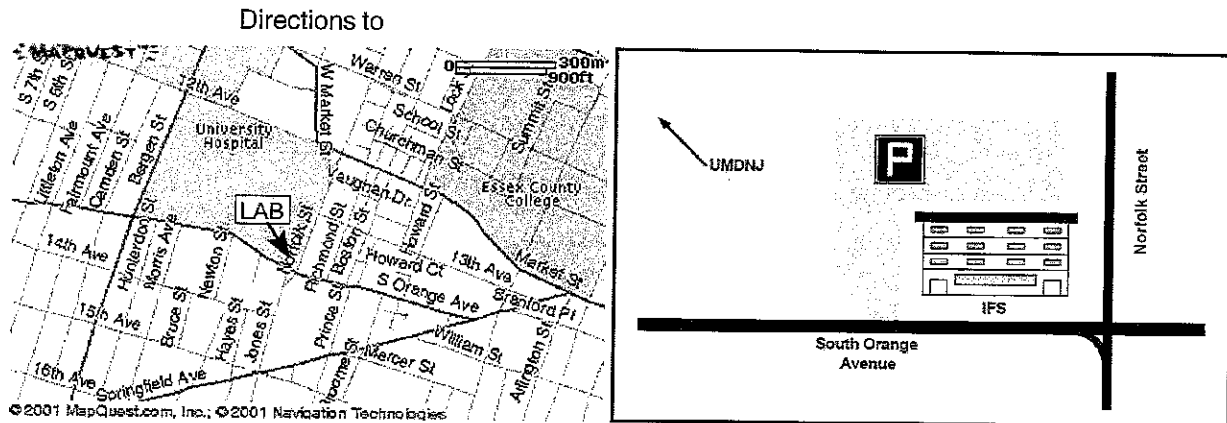 Directions to
MAPQUEST
0 300m
900ft
S 7th St
S 6th St
12th Ave
W Market St
Warren St
Lock
Summit St
School St
Churchman St
University
Hospital
Littleton Ave
Fairmount Ave
Camden St
Bergen St
Vaughan Dr.
Essex County
College
LAB
Norfolk St
Richmond St
Boston St
Howard St
14th Ave
Hunterdon St
Morris Ave
Newton St
Howard Ct
13th Ave
Market St
S Orange Ave
Branford Pl
15th Ave
Bruce St
Hayes St
Jones St
Prince St
William St
Mercer St
Arlington St
16th Ave
Springfield Ave
©2001 MapQuest.com, Inc.; ©2001 Navigation Technologies
UMDNJ
P
Norfolk Street
IFS
South Orange
Avenue